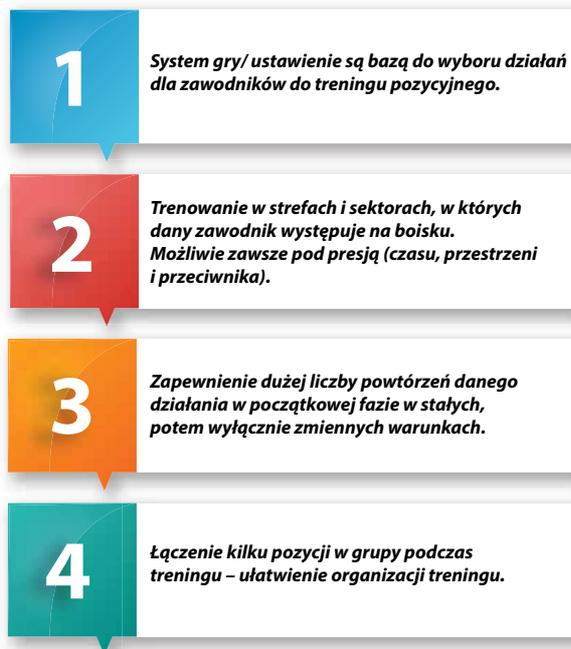 1
System gry/ ustawienie są bazą do wyboru działań
dla zawodników do treningu pozycyjnego.
2
Trenowanie w strefach i sektorach, w których
dany zawodnik występuje na boisku.
Możliwie zawsze pod presją (czasu, przestrzeni
i przeciwnika).
3
Zapewnienie dużej liczby powtórzeń danego
działania w początkowej fazie w stałych,
potem wyłącznie zmiennych warunkach.
4
Łączenie kilku pozycji w grupy podczas
treningu – ułatwienie organizacji treningu.